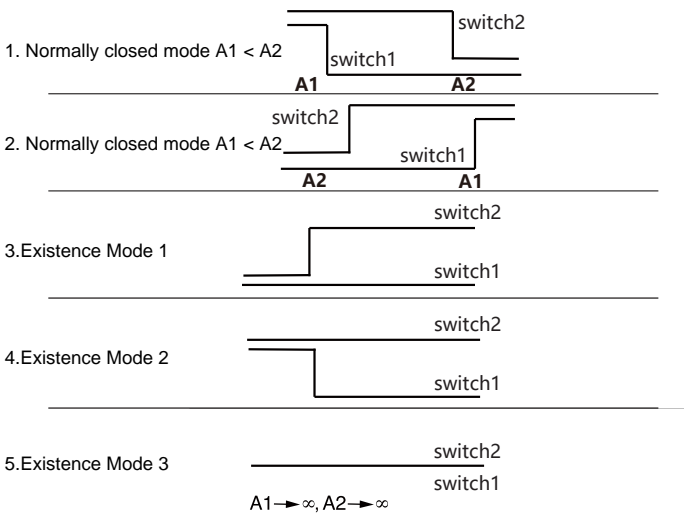 switch2
1. Normally closed mode A1 < A2
switch1
A1 A2
switch2
2. Normally closed mode A1 < A2
switch1
A2 A1
switch2
3.Existence Mode 1
switch1
switch2
4.Existence Mode 2
switch1
switch2
5.Existence Mode 3
switch1
A1→∞, A2→∞